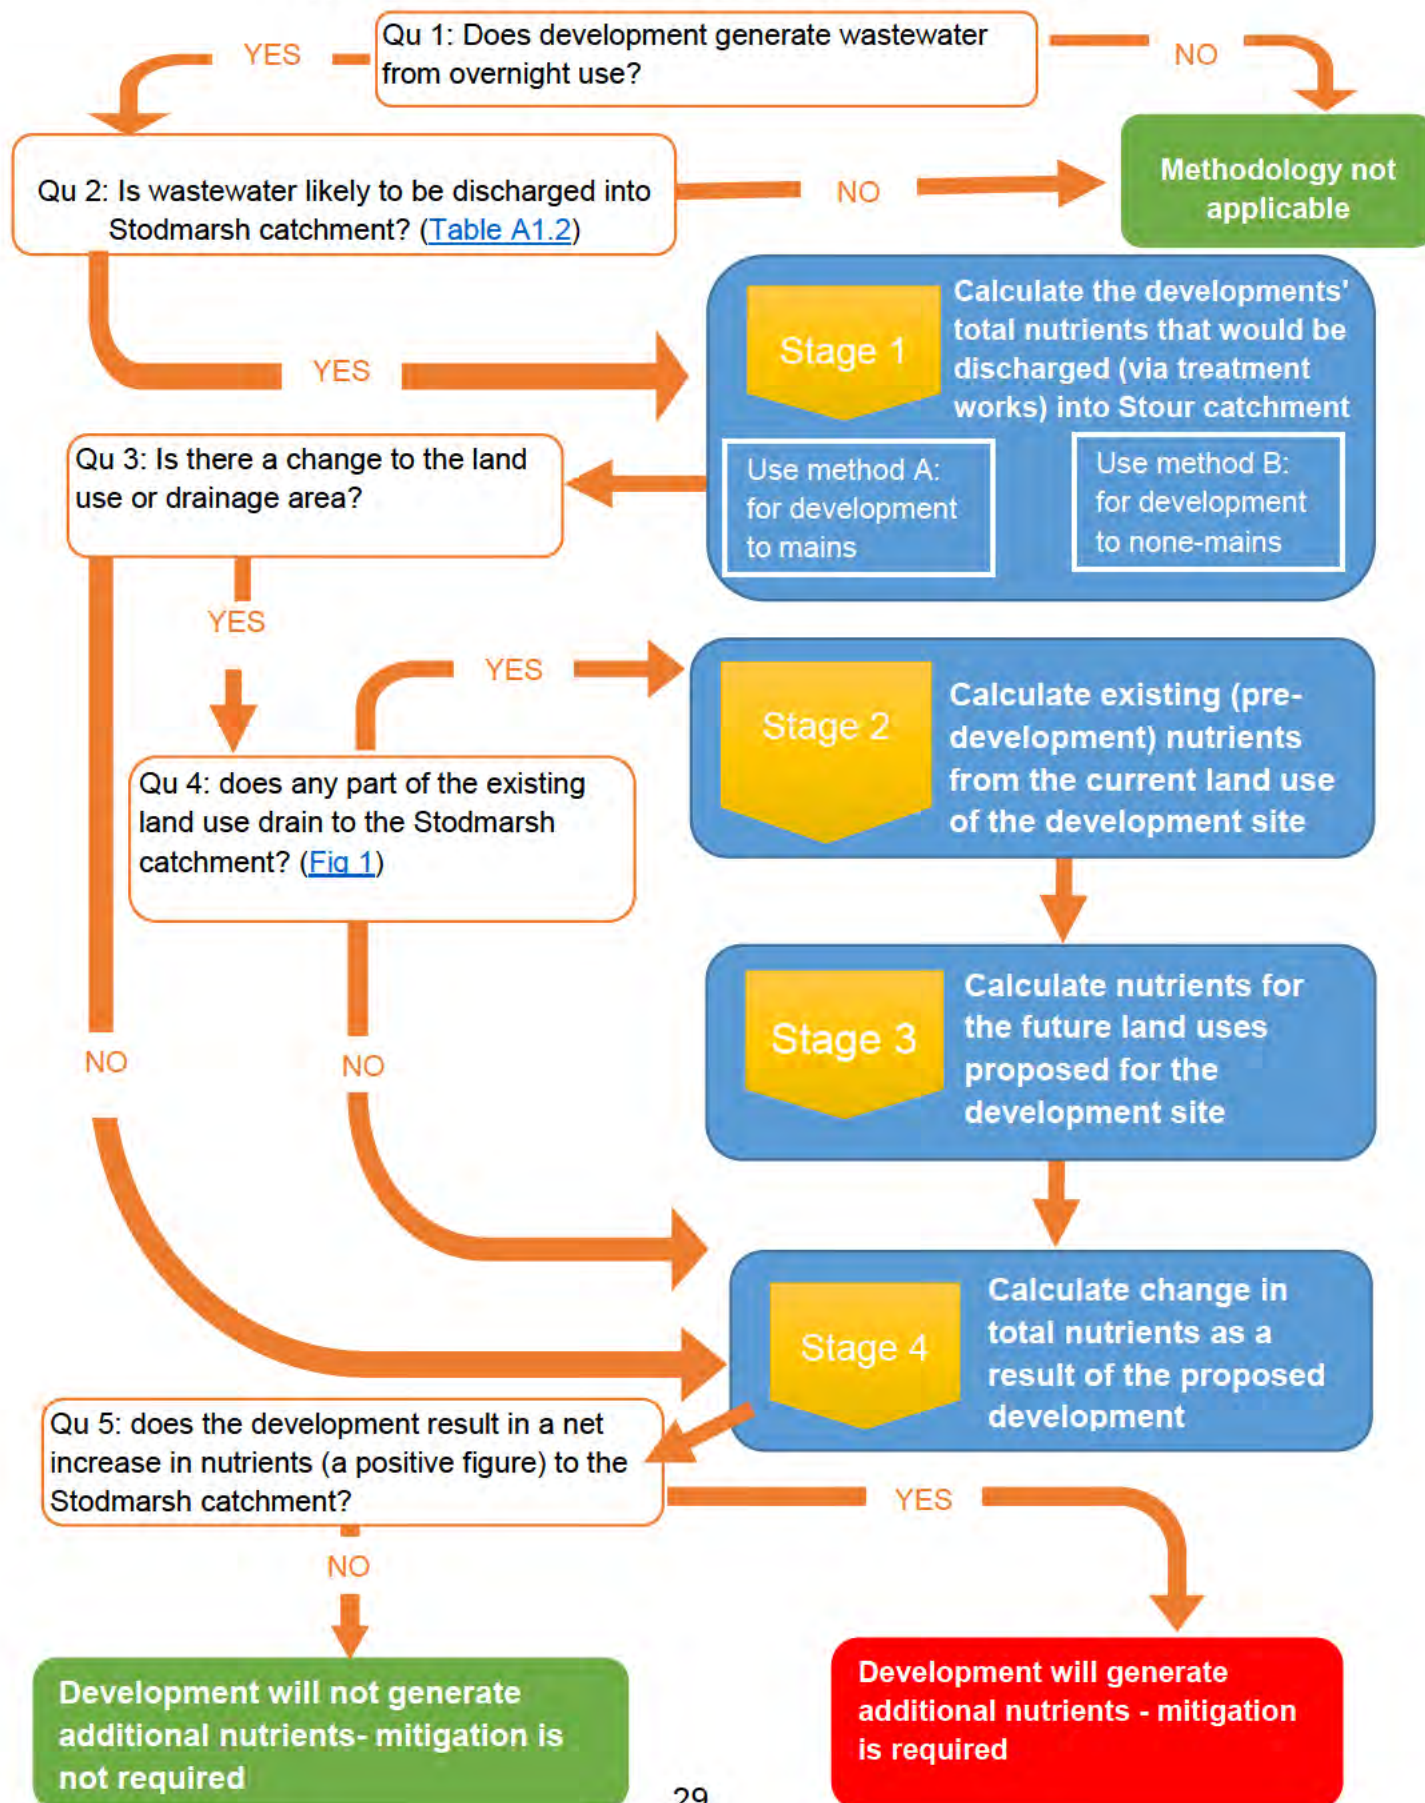 Qu 1: Does development generate wastewater
from overnight use?
YES
NO
Methodology not
applicable
Qu 2: Is wastewater likely to be discharged into
Stodmarsh catchment? (Table A1.2)
NO
YES
Stage 1
Calculate the developments'
total nutrients that would be
discharged (via treatment
works) into Stour catchment
Use method A:
for development
to mains
Use method B:
for development
to none-mains
Qu 3: Is there a change to the land
use or drainage area?
YES
NO
Qu 4: does any part of the existing
land use drain to the Stodmarsh
catchment? (Fig 1)
YES
NO
Stage 2
Calculate existing (pre-
development) nutrients
from the current land use
of the development site
Stage 3
Calculate nutrients for
the future land uses
proposed for the
development site
Stage 4
Calculate change in
total nutrients as a
result of the proposed
development
Qu 5: does the development result in a net
increase in nutrients (a positive figure) to the
Stodmarsh catchment?
YES
NO
Development will not generate
additional nutrients- mitigation is
not required
Development will generate
additional nutrients - mitigation
is required
29